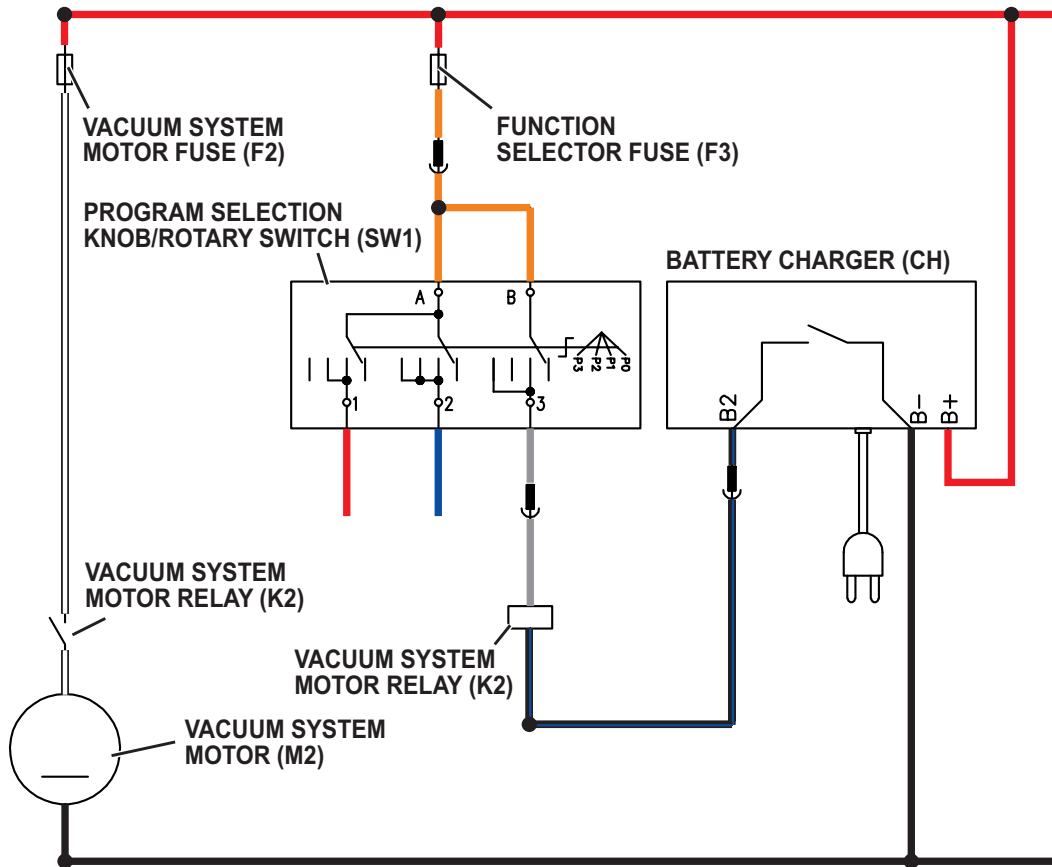 VACUUM SYSTEM
MOTOR FUSE (F2)
FUNCTION
SELECTOR FUSE (F3)
PROGRAM SELECTION
KNOB/ROTARY SWITCH (SW1)
BATTERY CHARGER (CH)
A
B
P3
P2
P1
P0
1
2
3
B2
B-
B+
VACUUM SYSTEM
MOTOR RELAY (K2)
VACUUM SYSTEM
MOTOR RELAY (K2)
VACUUM SYSTEM
MOTOR (M2)